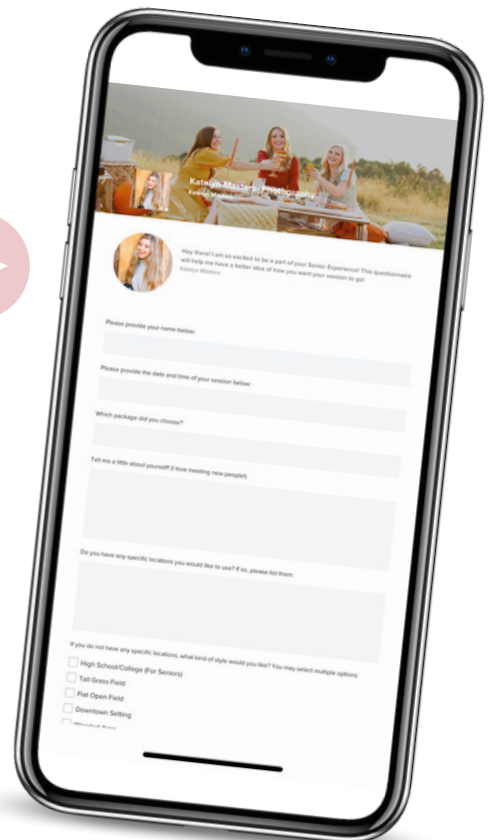 Katelyn Masters Photography
Katelyn Masters
Hey there! I am so excited to be a part of your Senior Experience! This questionnaire
will help me have a better idea of how you want your session to go!
Katelyn Masters
Please provide your name below:
Please provide the date and time of your session below:
Which package did you choose?
Tell me a little about yourself (I love meeting new people!)
Do you have any specific locations you would like to use? If so, please list them:
If you do not have any specific locations, what kind of style would you like? You may select multiple options:
High School/College (For Seniors)
Tall Grass Field
Flat Open Field
Downtown Setting
Wooded Area